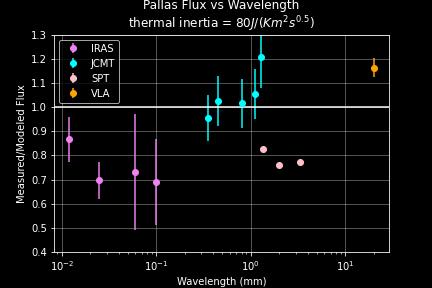 Pallas Flux vs Wavelength
thermal inertia = 80J/(Km²s⁰·⁵)
1.3
1.2
1.1
1.0
0.9
0.8
0.7
0.6
0.5
0.4
Measured/Modeled Flux
IRAS
JCMT
SPT
VLA
10⁻² 10⁻¹ 10⁰ 10¹
Wavelength (mm)